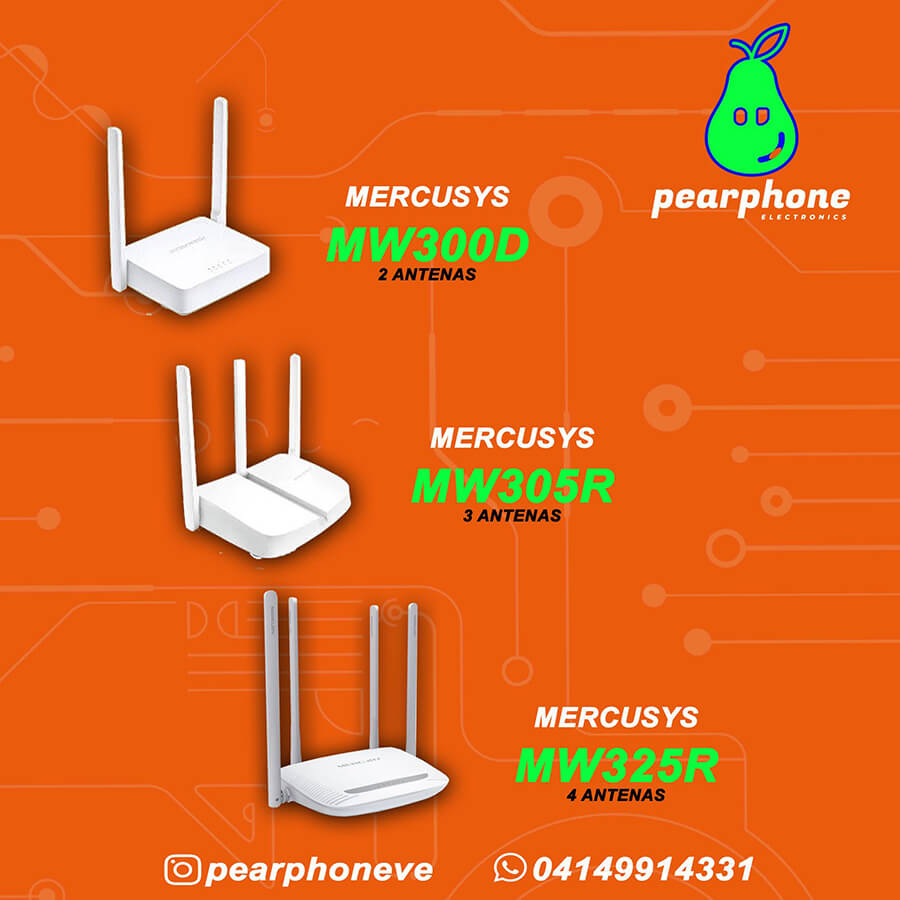 pearphone
ELECTRONICS
MERCUSYS
MW300D
2 ANTENAS
MERCUSYS
MW305R
3 ANTENAS
MERCUSYS
MW325R
4 ANTENAS
pearphoneve
04149914331